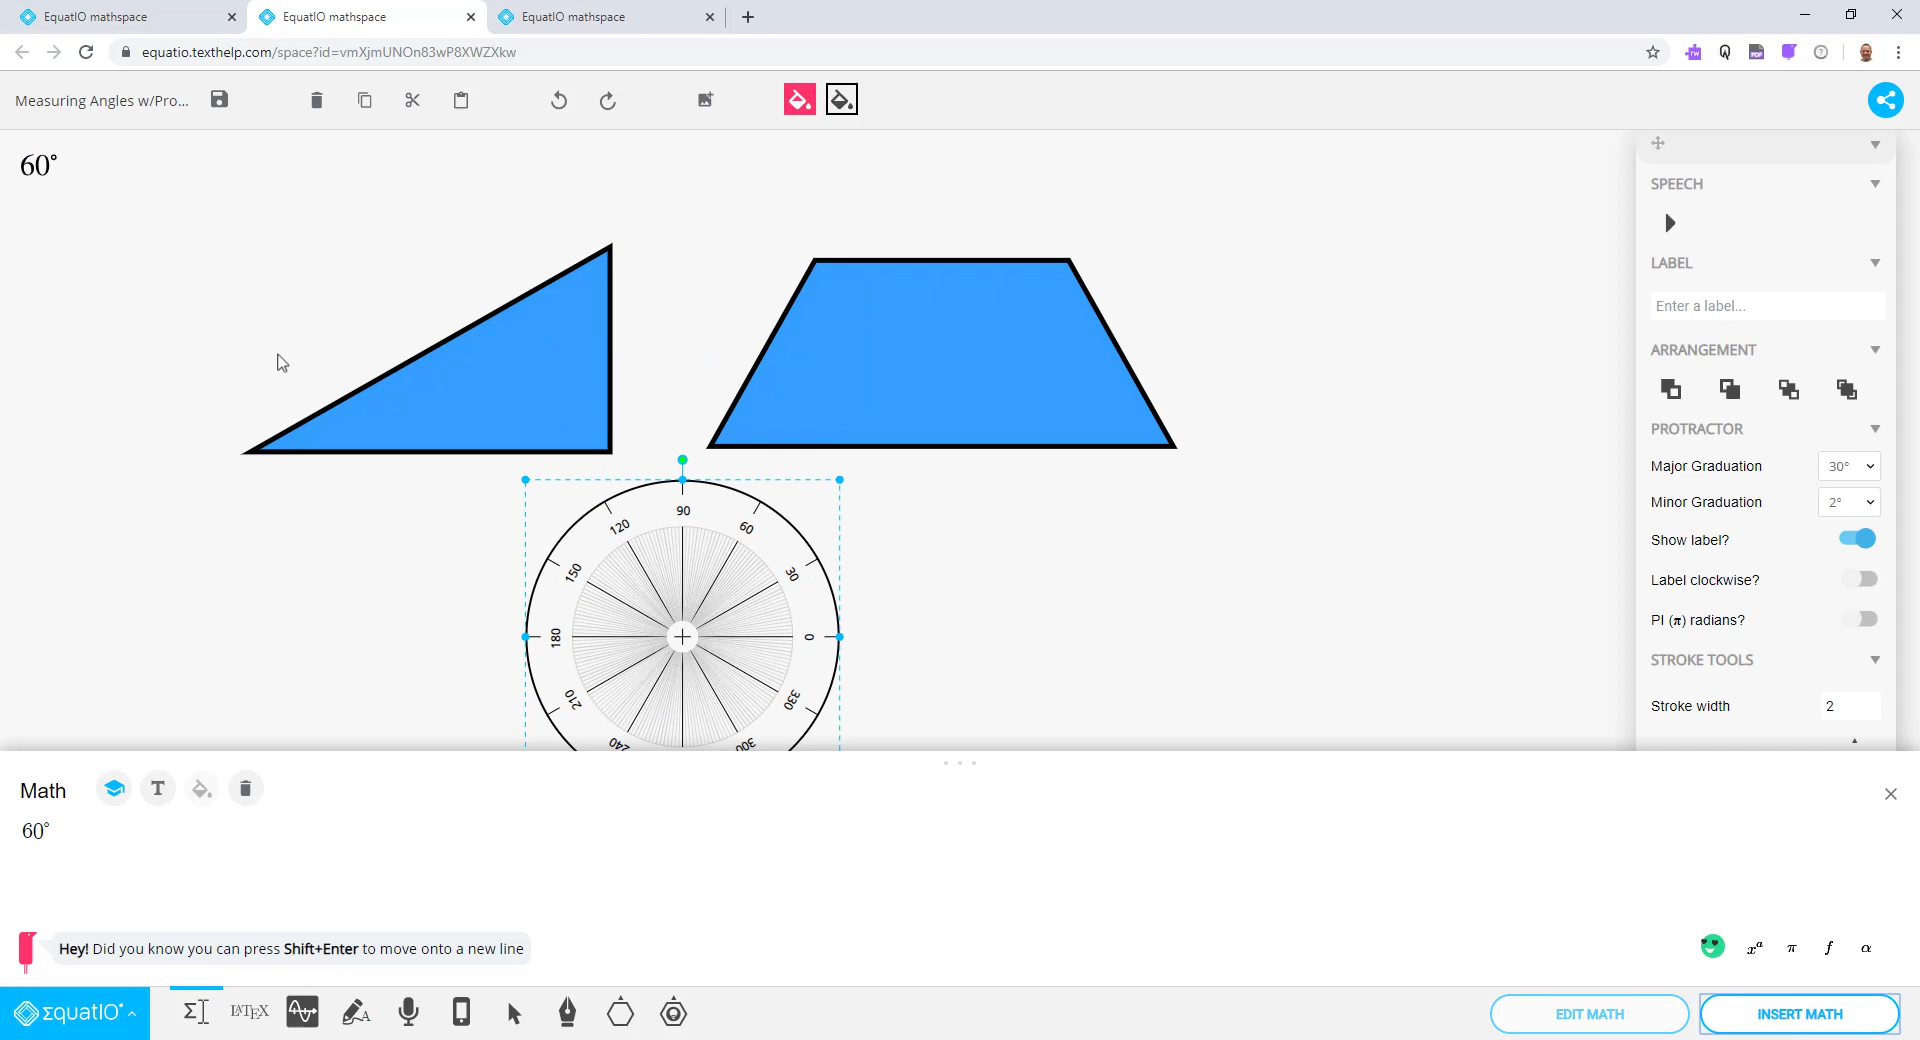 EquatIO mathspace
EquatIO mathspace
EquatIO mathspace
equatio.texthelp.com/space?id=vmXjmUNOn83wP8XWZXkw
Measuring Angles w/Pro...
60°
SPEECH
LABEL
Enter a label...
ARRANGEMENT
PROTRACTOR
Major Graduation 30°
Minor Graduation 2°
Show label?
Label clockwise?
PI (π) radians?
STROKE TOOLS
Stroke width 2
90
120 60
150 30
180 0
210 330
240 300
Math T
60°
Hey! Did you know you can press Shift+Enter to move onto a new line
xᵃ π f α
ΣquatIO LATEX A EDIT MATH INSERT MATH